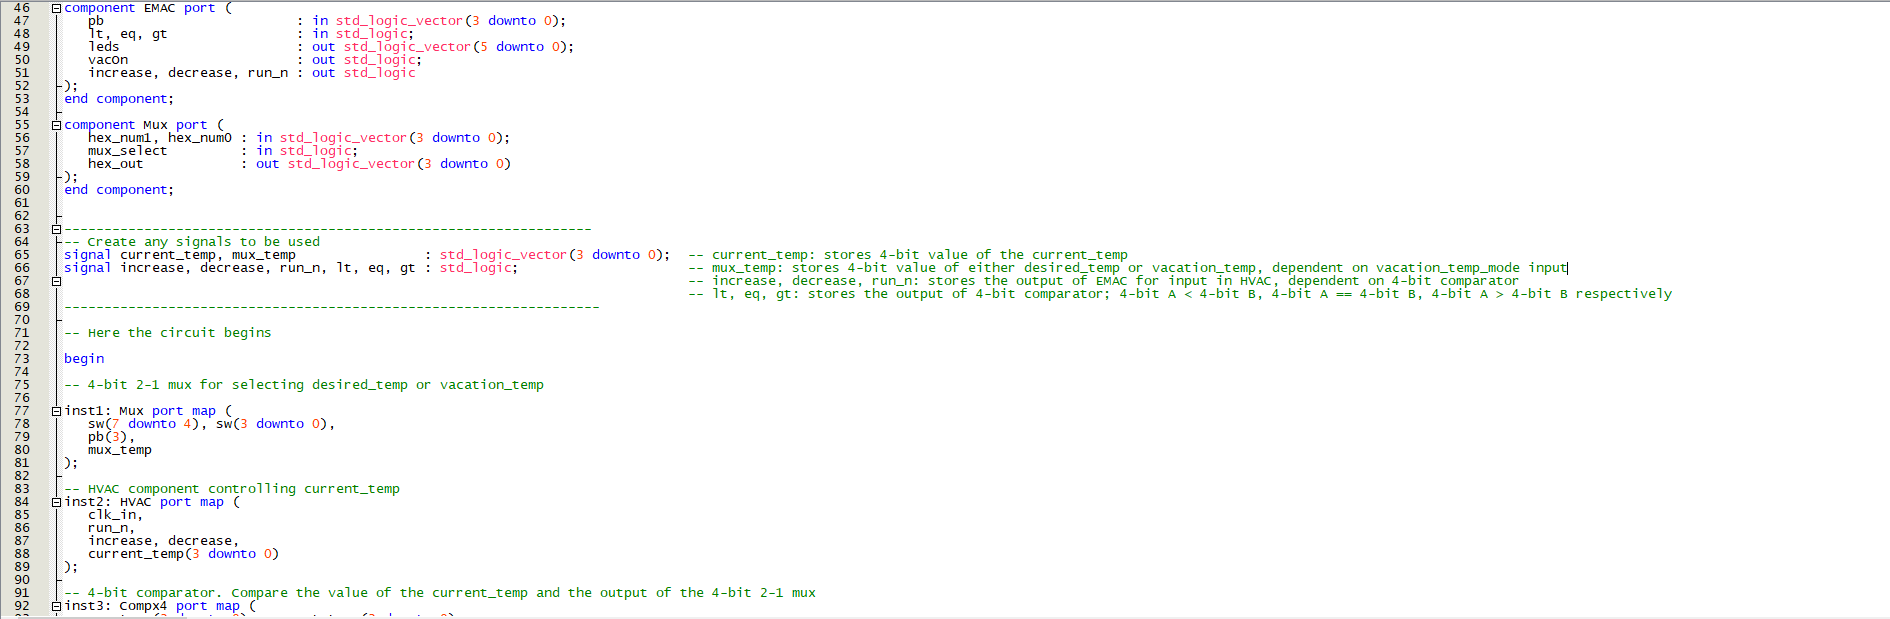 46 component EMAC port (
47 pb : in std_logic_vector(3 downto 0);
48 lt, eq, gt : in std_logic;
49 leds : out std_logic_vector(5 downto 0);
50 vacOn : out std_logic;
51 increase, decrease, run_n : out std_logic
52 );
53 end component;
54
55 component Mux port (
56 hex_num1, hex_num0 : in std_logic_vector(3 downto 0);
57 mux_select : in std_logic;
58 hex_out : out std_logic_vector(3 downto 0)
59 );
60 end component;
61
62
63 ------------------------------------------------------------------
64 -- Create any signals to be used
65 signal current_temp, mux_temp : std_logic_vector(3 downto 0); -- current_temp: stores 4-bit value of the current_temp
66 signal increase, decrease, run_n, lt, eq, gt : std_logic; -- mux_temp: stores 4-bit value of either desired_temp or vacation_temp, dependent on vacation_temp_mode input
67 -- increase, decrease, run_n: stores the output of EMAC for input in HVAC, dependent on 4-bit comparator
68 -- lt, eq, gt: stores the output of 4-bit comparator; 4-bit A < 4-bit B, 4-bit A == 4-bit B, 4-bit A > 4-bit B respectively
69 -------------------------------------------------------------------
70
71 -- Here the circuit begins
72
73 begin
74
75 -- 4-bit 2-1 mux for selecting desired_temp or vacation_temp
76
77 inst1: Mux port map (
78 sw(7 downto 4), sw(3 downto 0),
79 pb(3),
80 mux_temp
81 );
82
83 -- HVAC component controlling current_temp
84 inst2: HVAC port map (
85 clk_in,
86 run_n,
87 increase, decrease,
88 current_temp(3 downto 0)
89 );
90
91 -- 4-bit comparator. Compare the value of the current_temp and the output of the 4-bit 2-1 mux
92 inst3: Compx4 port map (